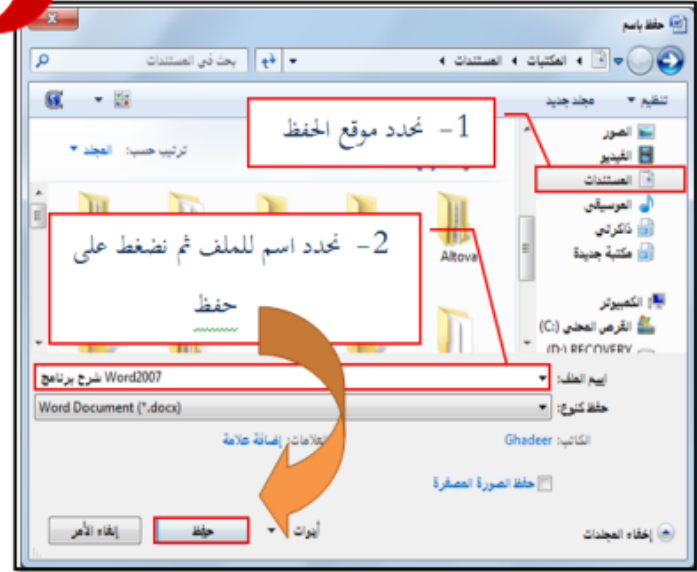 حفظ باسم
المكتبات ◂ المستندات ◂
بحث في المستندات
تنظيم ▾ مجلد جديد
1- نحدد موقع الحفظ
ترتيب حسب: المجلد ▾
الصور
الفيديو
المستندات
الموسيقى
ذاكرتي
مكتبة جديدة
الكمبيوتر
القرص المحلي (C:)
(D:) RECOVERY
Altova
2- نحدد اسم للملف ثم نضغط على
حفظ
اسم الملف:
شرح برنامج Word2007
حفظ كنوع:
Word Document (*.docx)
الكاتب: Ghadeer
العلامات: إضافة علامة
حفظ الصورة المصغرة
إخفاء المجلدات
أدوات ▾
حفظ
إلغاء الأمر